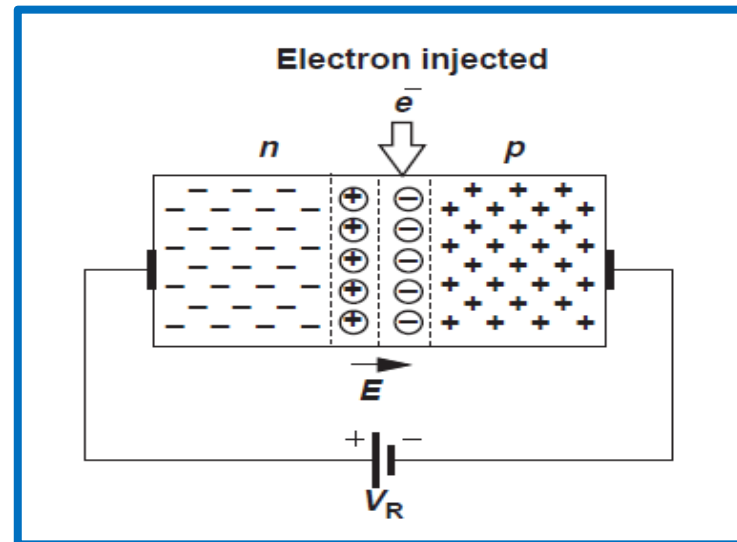 Electron injected
e⁻
n p
− − −
+ + +
− − − −
+ + + +
− − −
+ + +
− − − −
+ + + +
− − −
+ + +
− − − −
+ + + +
− − −
+ + +
− − − −
+ + + +
⊕ ⊖
⊕ ⊖
⊕ ⊖
⊕ ⊖
⊕ ⊖
E
+ −
V_R